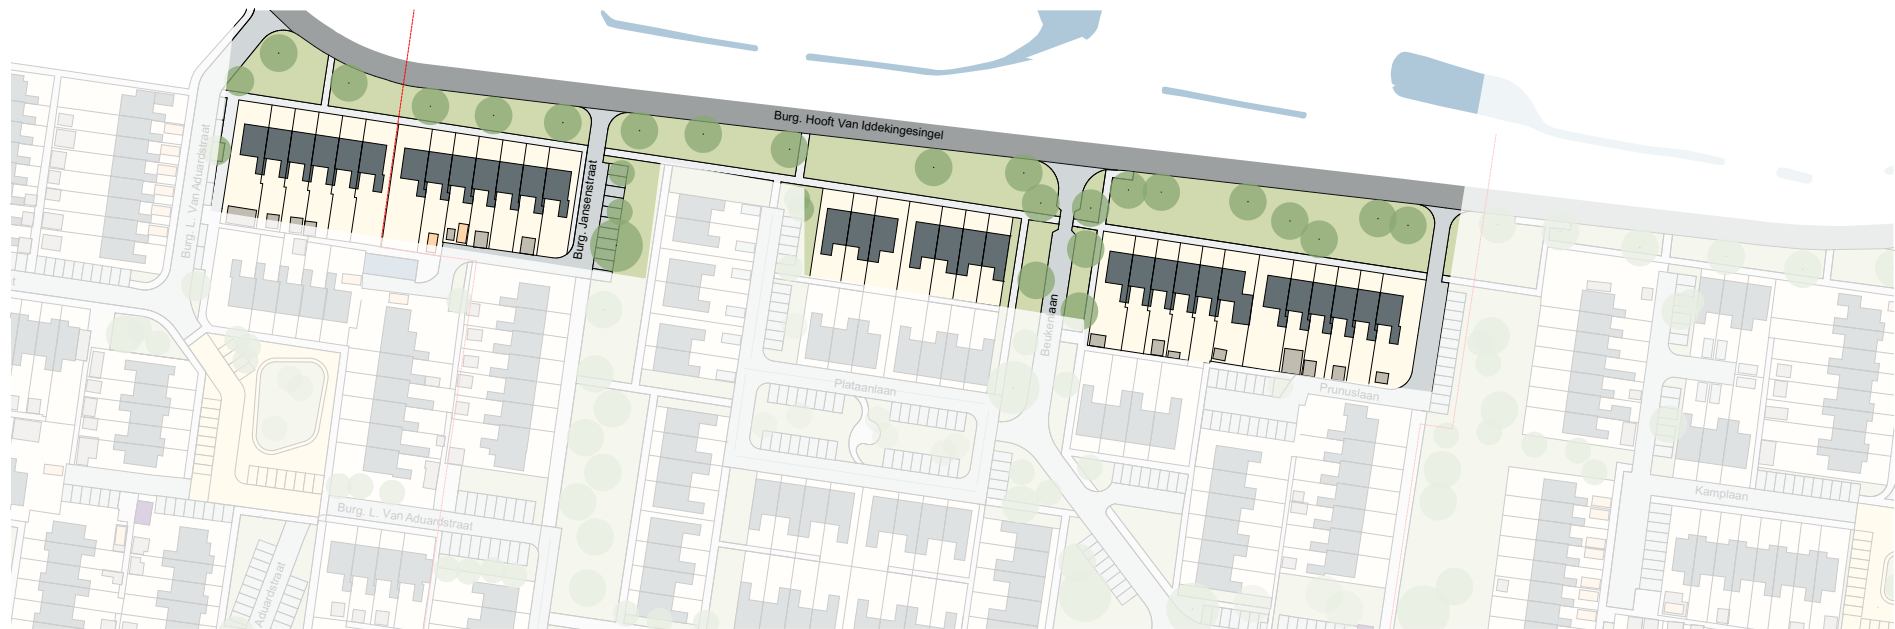 Burg. Hooft Van Iddekingesingel
Burg. L. Van Aduardstraat
Burg. Jansenstraat
t
Beukenlaan
Plataanlaan
Prunuslaan
Kamplaan
Burg. L. Van Aduardstraat
Aduardstraat